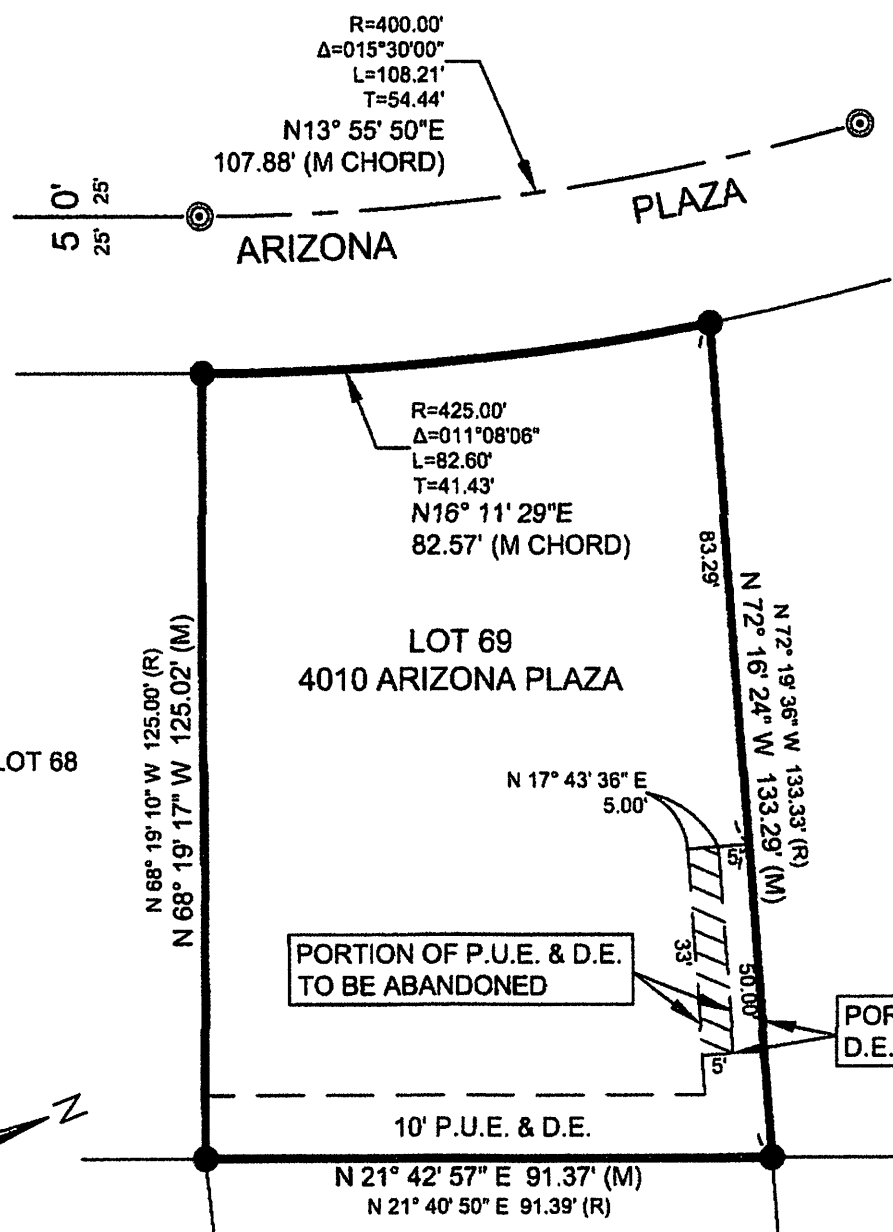 R=400.00'
Δ=015°30'00"
L=108.21'
T=54.44'
N13° 55' 50"E
107.88' (M CHORD)
50'
25'
25'
ARIZONA
PLAZA
R=425.00'
Δ=011°08'06"
L=82.60'
T=41.43'
N16° 11' 29"E
82.57' (M CHORD)
83.29'
LOT 69
4010 ARIZONA PLAZA
N 72° 19' 36" W 133.33' (R)
N 72° 16' 24" W 133.29' (M)
LOT 68
N 68° 19' 10" W 125.00' (R)
N 68° 19' 17" W 125.02' (M)
N 17° 43' 36" E
5.00'
5'
33'
50.00'
PORTION OF P.U.E. & D.E.
TO BE ABANDONED
POR
D.E.
5'
N
10' P.U.E. & D.E.
N 21° 42' 57" E 91.37' (M)
N 21° 40' 50" E 91.39' (R)